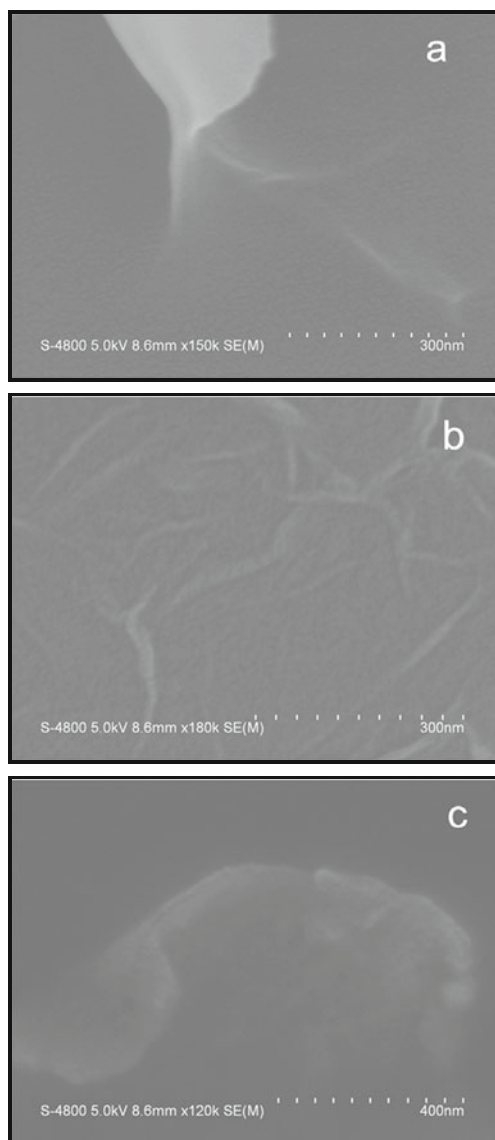 a
S-4800 5.0kV 8.6mm x150k SE(M)
300nm
b
S-4800 5.0kV 8.6mm x180k SE(M)
300nm
c
S-4800 5.0kV 8.6mm x120k SE(M)
400nm